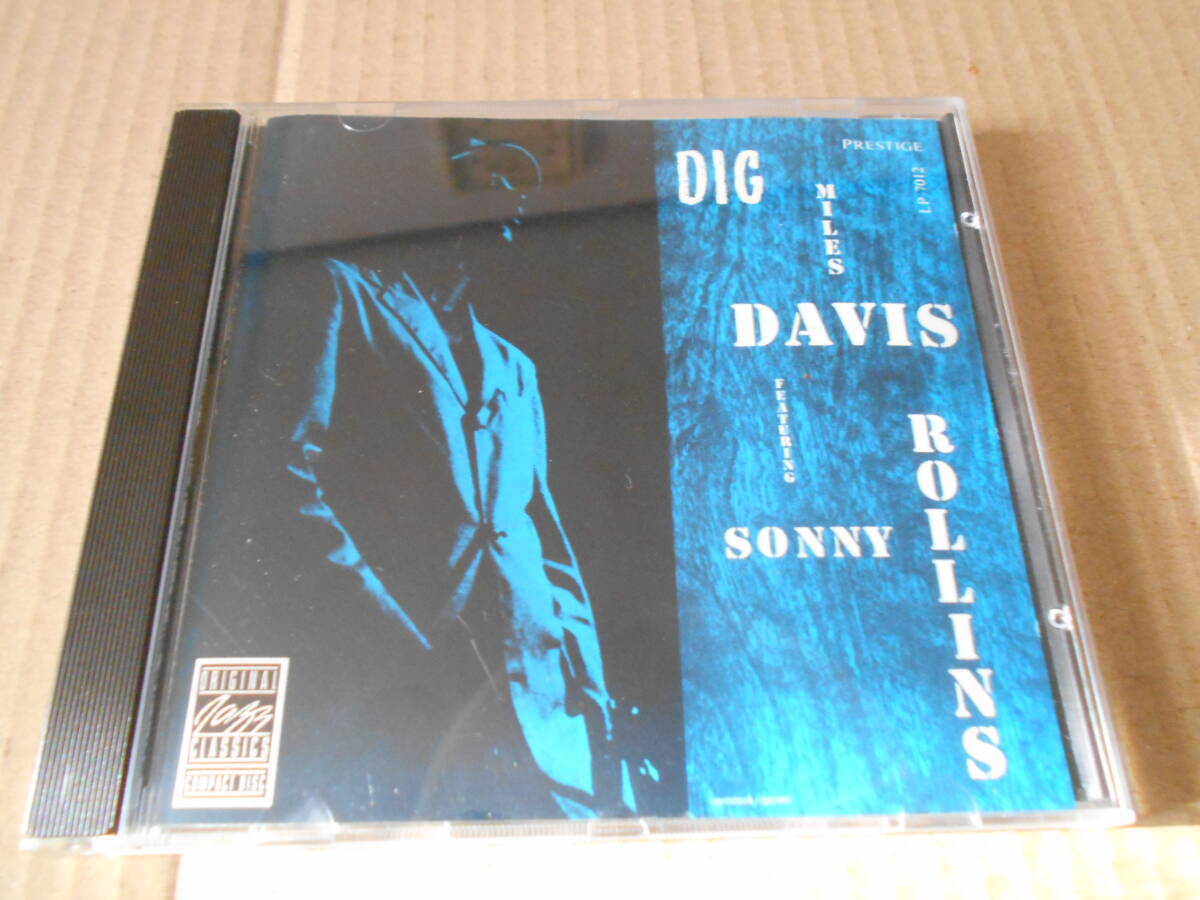 DIG
PRESTIGE
LP 7012
MILES
DAVIS
FEATURING
SONNY
ROLLINS
ORIGINAL
Jazz
CLASSICS
COMPACT DISC